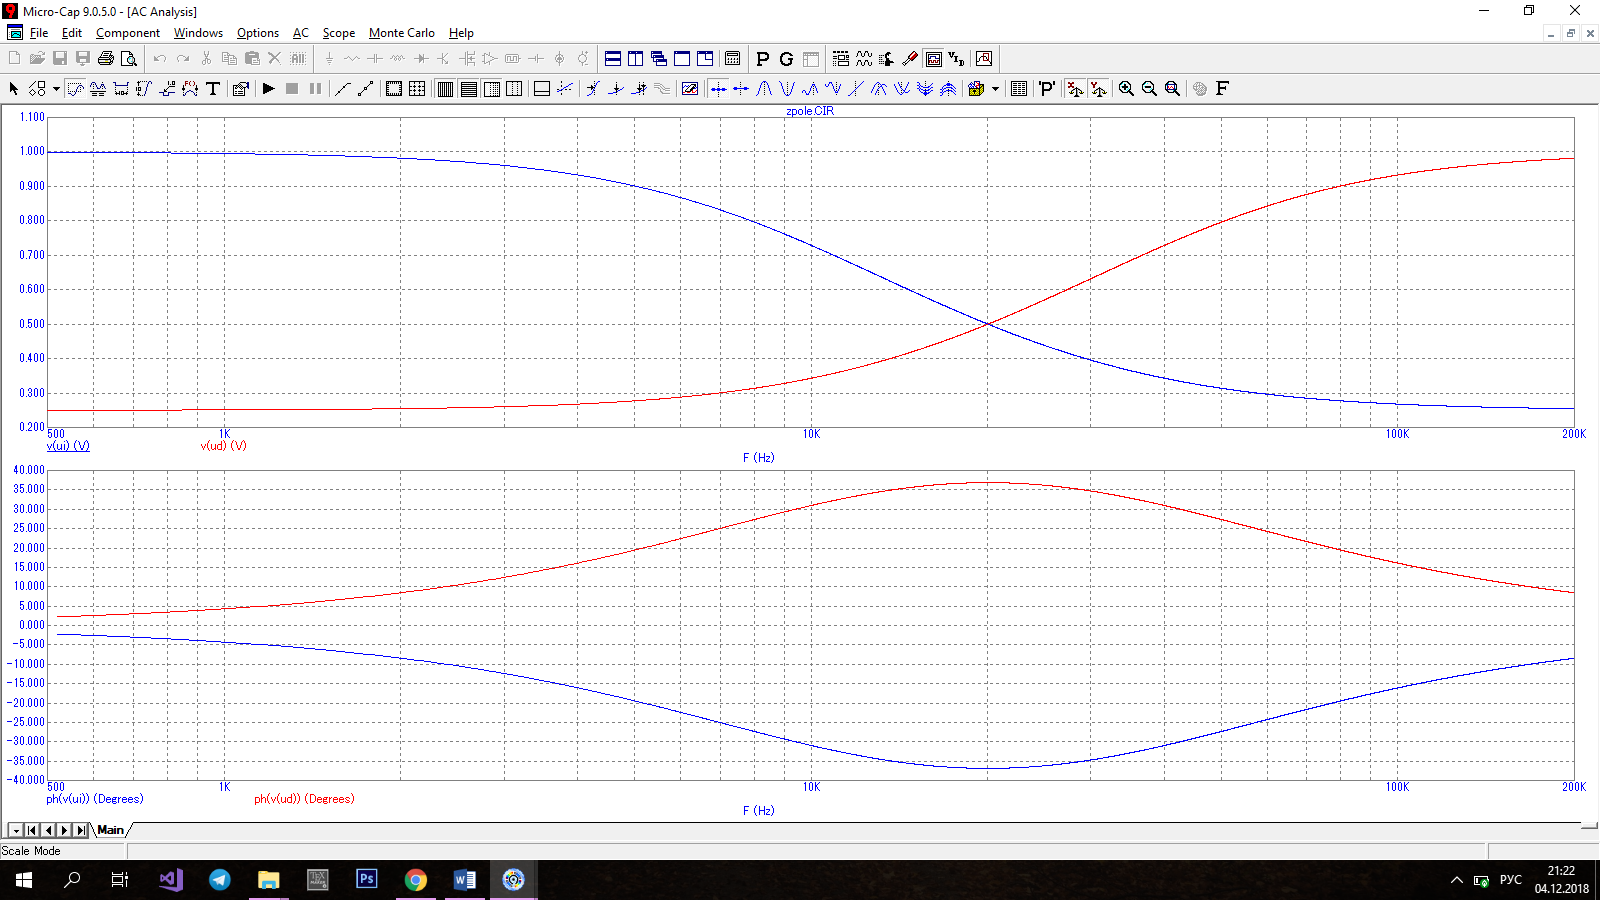 Micro-Cap 9.0.5.0 - [AC Analysis]
File Edit Component Windows Options AC Scope Monte Carlo Help
P G
T 'P' F
zpole.CIR
1.100
1.000
0.900
0.800
0.700
0.600
0.500
0.400
0.300
0.200
500 1K 10K 100K 200K
v(ui) (V) v(ud) (V)
F (Hz)
40.000
35.000
30.000
25.000
20.000
15.000
10.000
5.000
0.000
-5.000
-10.000
-15.000
-20.000
-25.000
-30.000
-35.000
-40.000
500 1K 10K 100K 200K
ph(v(ui)) (Degrees) ph(v(ud)) (Degrees)
F (Hz)
Main
Scale Mode
Ps
РУС
21:22
04.12.2018